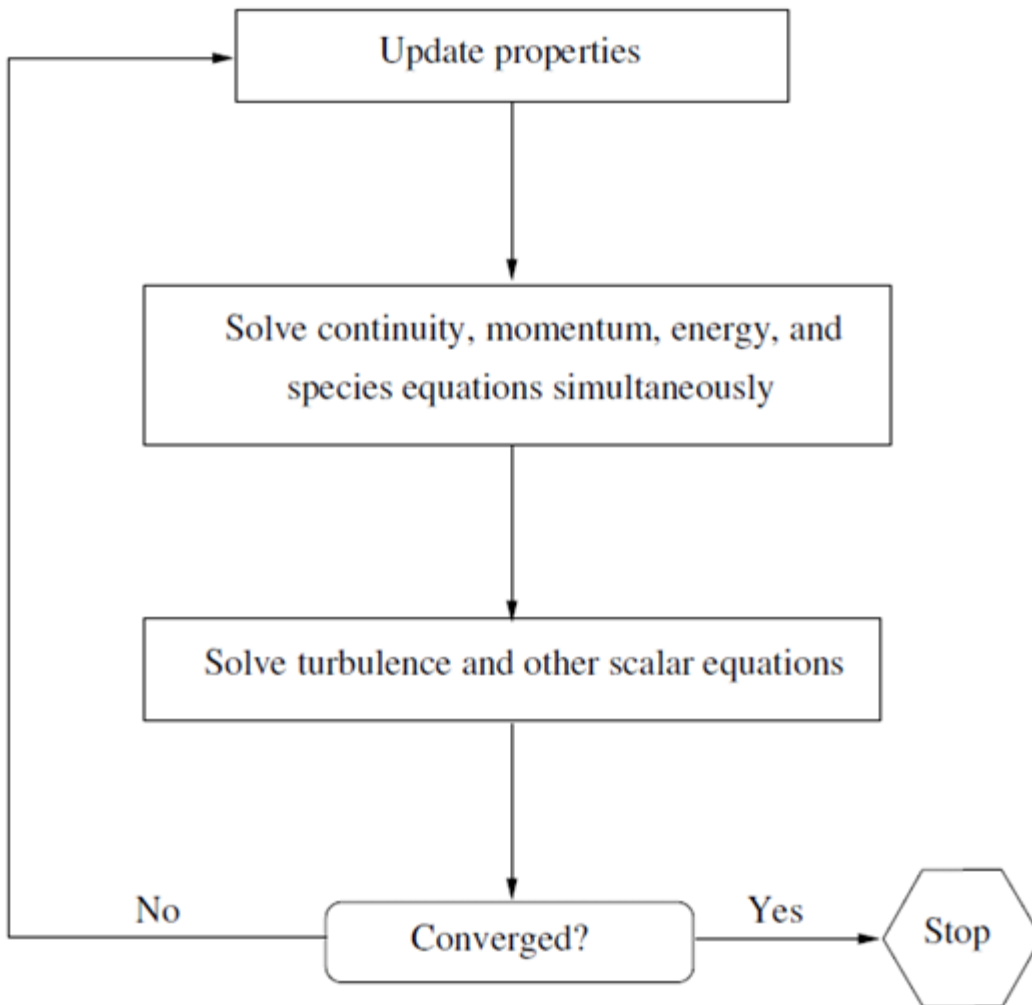 Update properties
Solve continuity, momentum, energy, and
species equations simultaneously
Solve turbulence and other scalar equations
No
Converged?
Yes
Stop